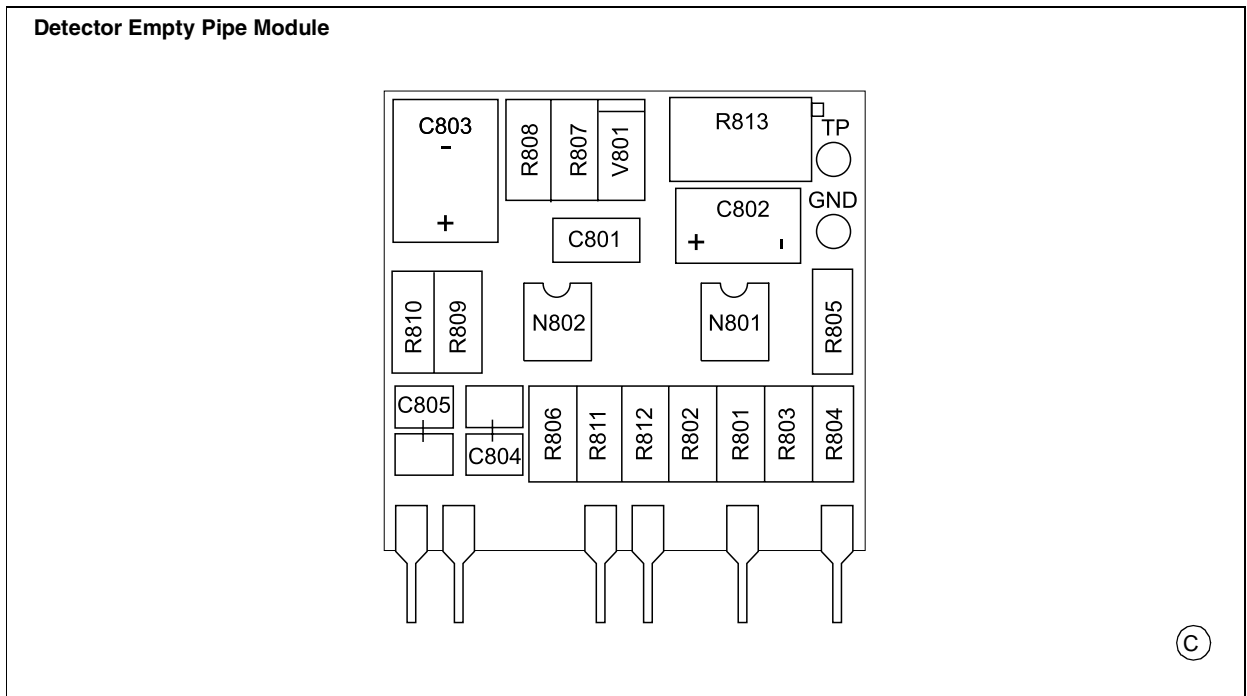 Detector Empty Pipe Module
C803
-
+
R808
R807
V801
R813
TP
C802
+ -
GND
C801
R810
R809
N802
N801
R805
C805
C804
R806
R811
R812
R802
R801
R803
R804
C